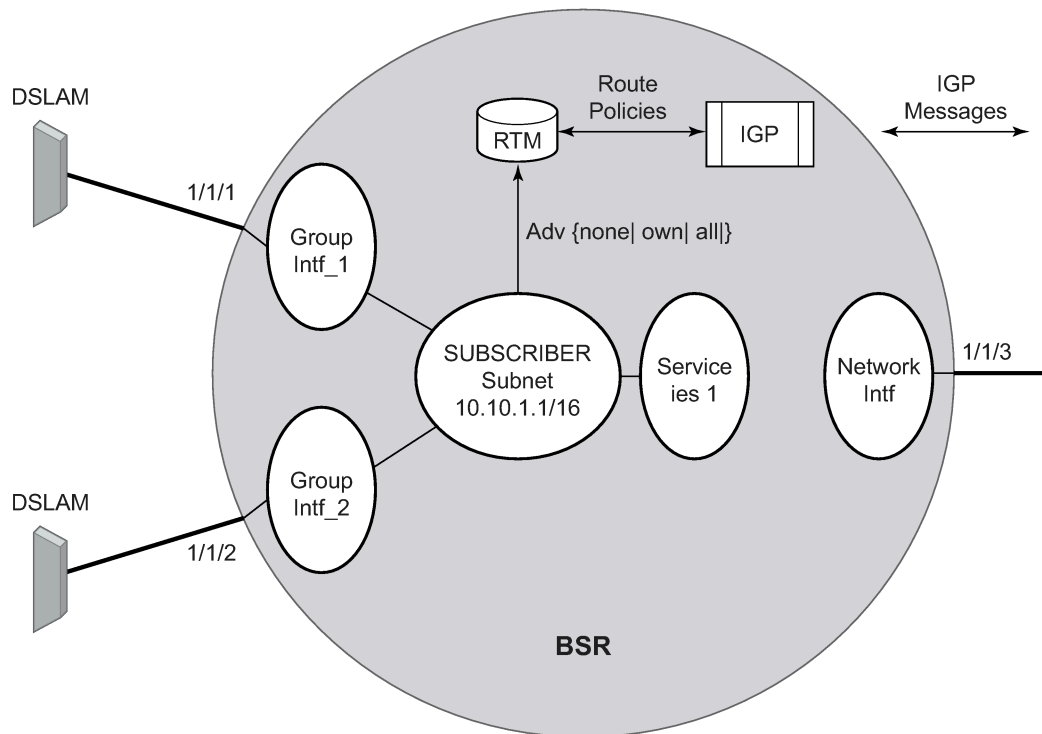 DSLAM
1/1/1
Group
Intf_1
RTM
Route
Policies
IGP
IGP
Messages
Adv {none| own| all|}
SUBSCRIBER
Subnet
10.10.1.1/16
Service
ies 1
Network
Intf
1/1/3
DSLAM
1/1/2
Group
Intf_2
BSR